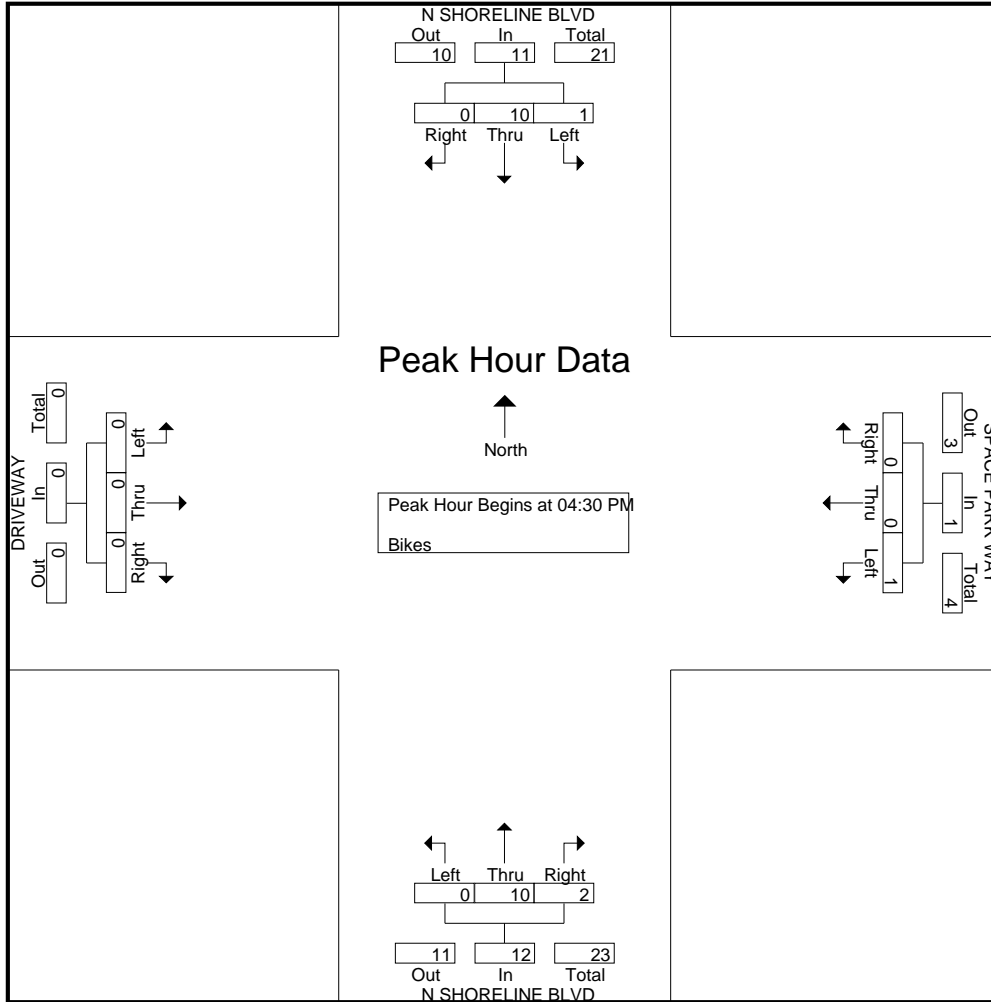 N SHORELINE BLVD
Out In Total
10 11 21
0 10 1
Right Thru Left
Peak Hour Data
North
Peak Hour Begins at 04:30 PM
Bikes
DRIVEWAY
Out In Total
0 0 0
Right Thru Left
0 0 0
SPACE PARK WAY
Out In Total
3 1 4
Right Thru Left
0 0 1
Left Thru Right
0 10 2
11 12 23
Out In Total
N SHORELINE BLVD